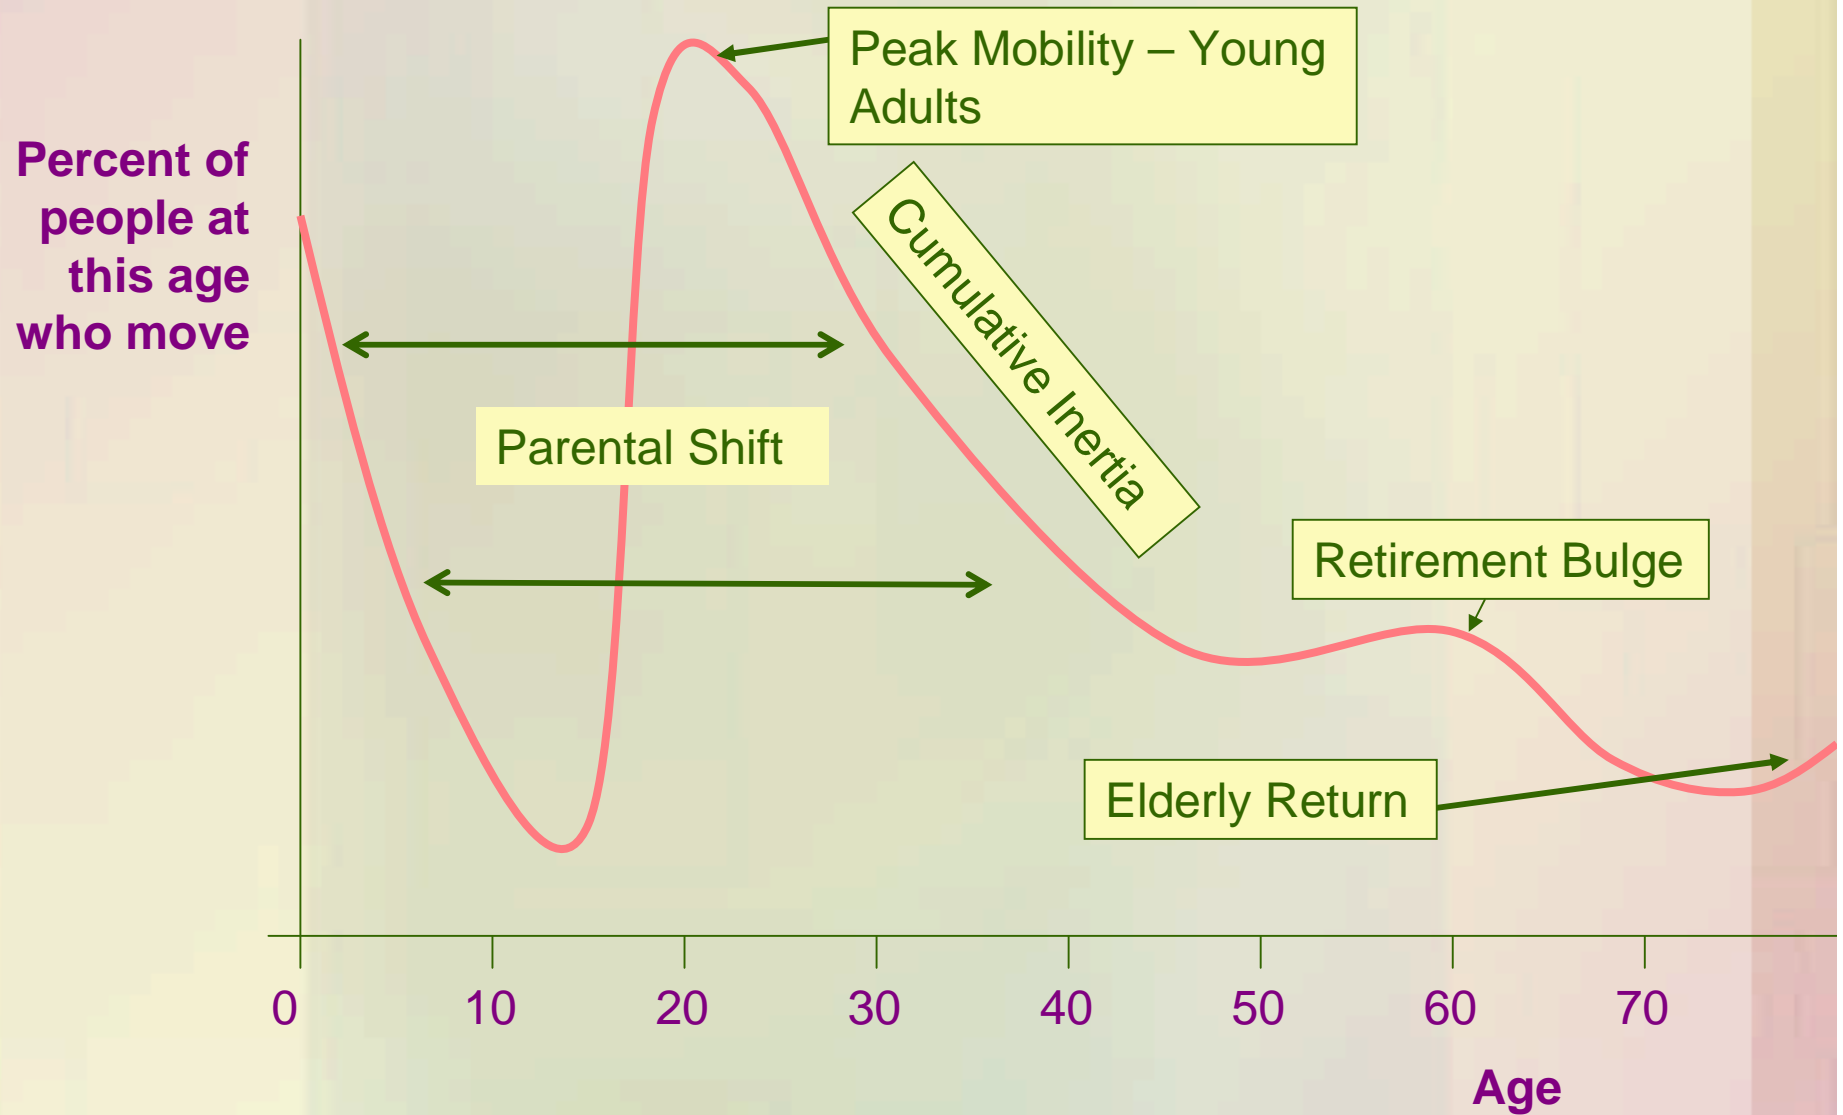 Peak Mobility – Young
Adults
Percent of
people at
this age
who move
Cumulative Inertia
Parental Shift
Retirement Bulge
Elderly Return
0 10 20 30 40 50 60 70
Age